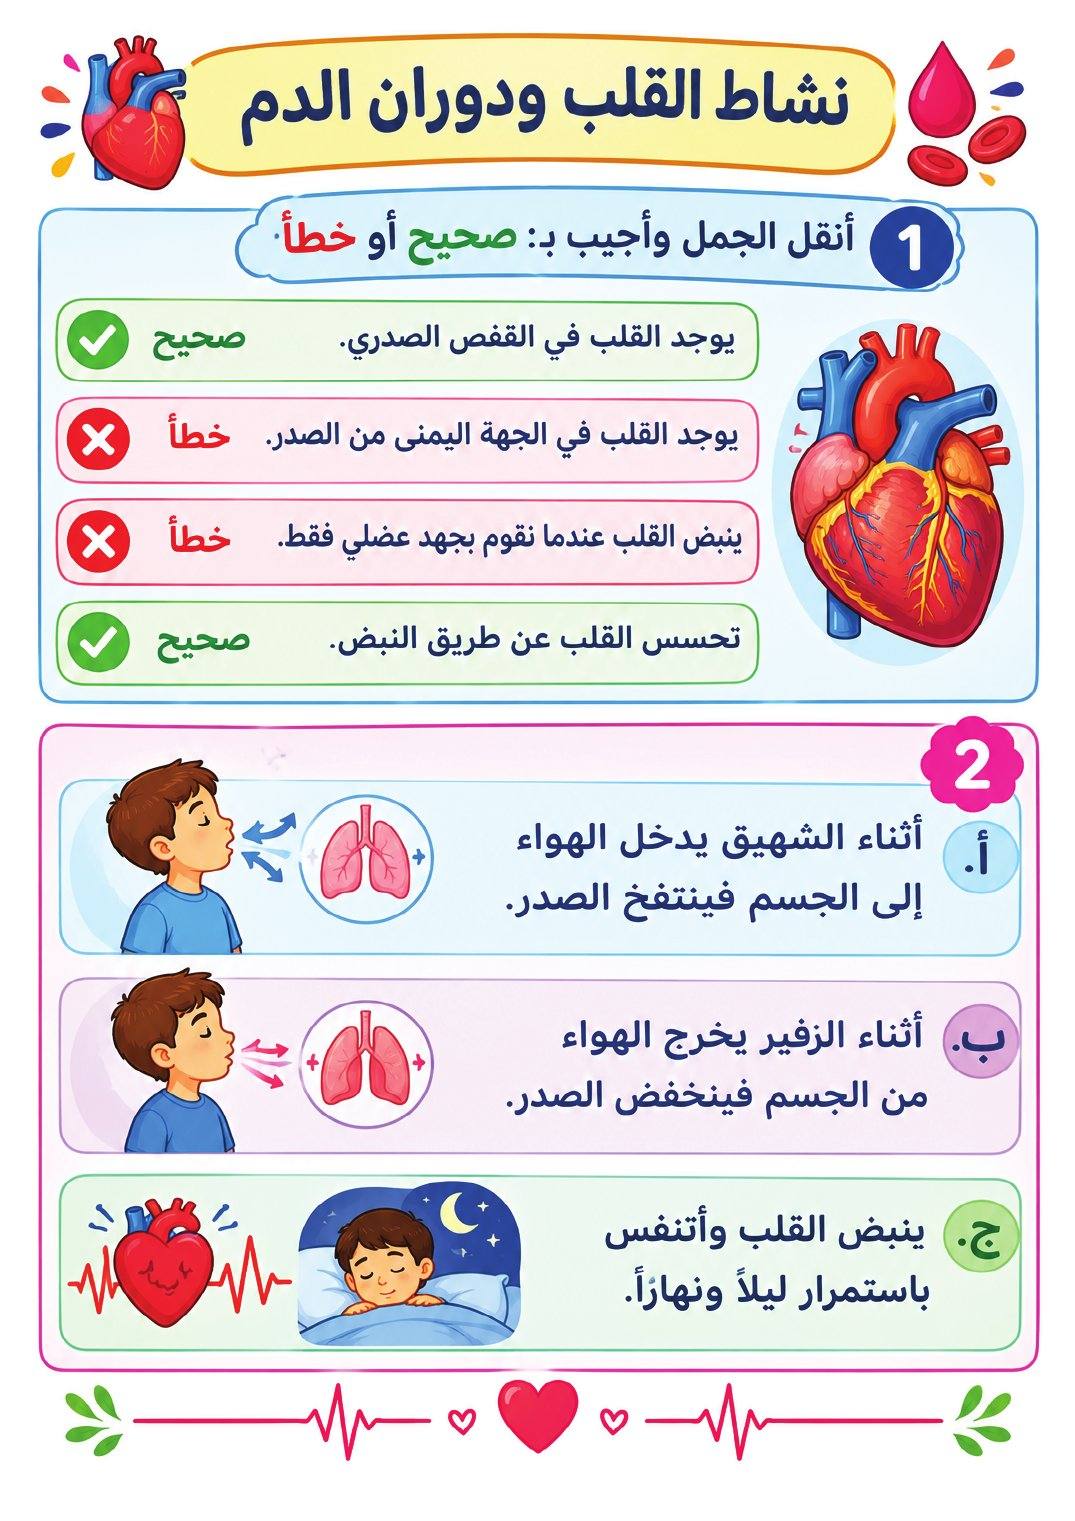 نشاط القلب ودوران الدم
1
أنقل الجمل وأجيب بـ: صحيح أو خطأ
يوجد القلب في القفص الصدري. صحيح
يوجد القلب في الجهة اليمنى من الصدر. خطأ
ينبض القلب عندما نقوم بجهد عضلي فقط. خطأ
تحسس القلب عن طريق النبض. صحيح
2
أ. أثناء الشهيق يدخل الهواء
إلى الجسم فينتفخ الصدر.
ب. أثناء الزفير يخرج الهواء
من الجسم فينخفض الصدر.
ج. ينبض القلب وأتنفس
باستمرار ليلاً ونهارًأ.